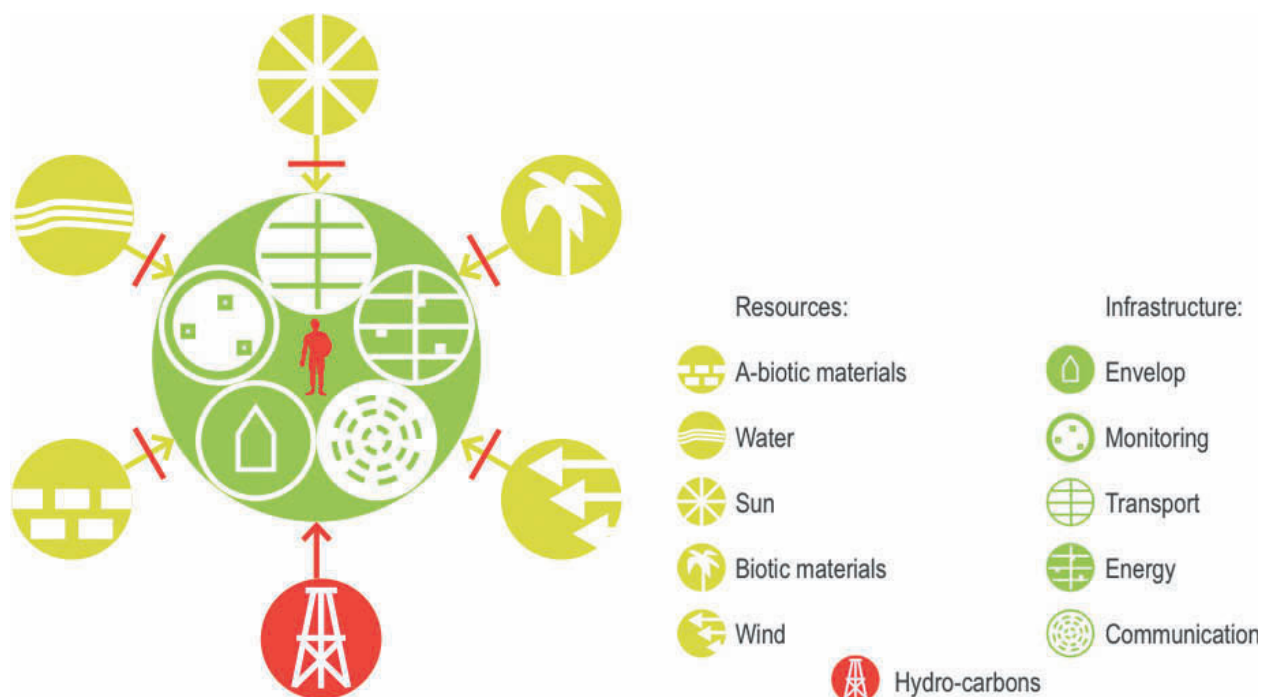 Resources:
Infrastructure:
A-biotic materials
Envelop
Water
Monitoring
Sun
Transport
Biotic materials
Energy
Wind
Communication
Hydro-carbons